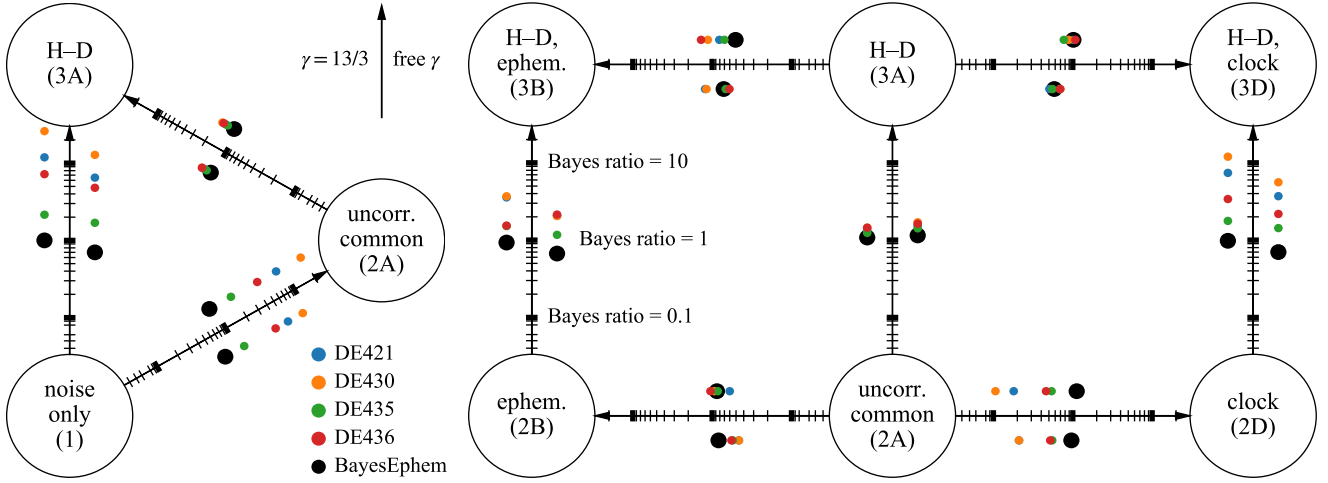 H–D
(3A)
γ = 13/3
free γ
H–D,
ephem.
(3B)
H–D
(3A)
H–D,
clock
(3D)
Bayes ratio = 10
uncorr.
common
(2A)
Bayes ratio = 1
Bayes ratio = 0.1
noise
only
(1)
DE421
DE430
DE435
DE436
BayesEphem
ephem.
(2B)
uncorr.
common
(2A)
clock
(2D)